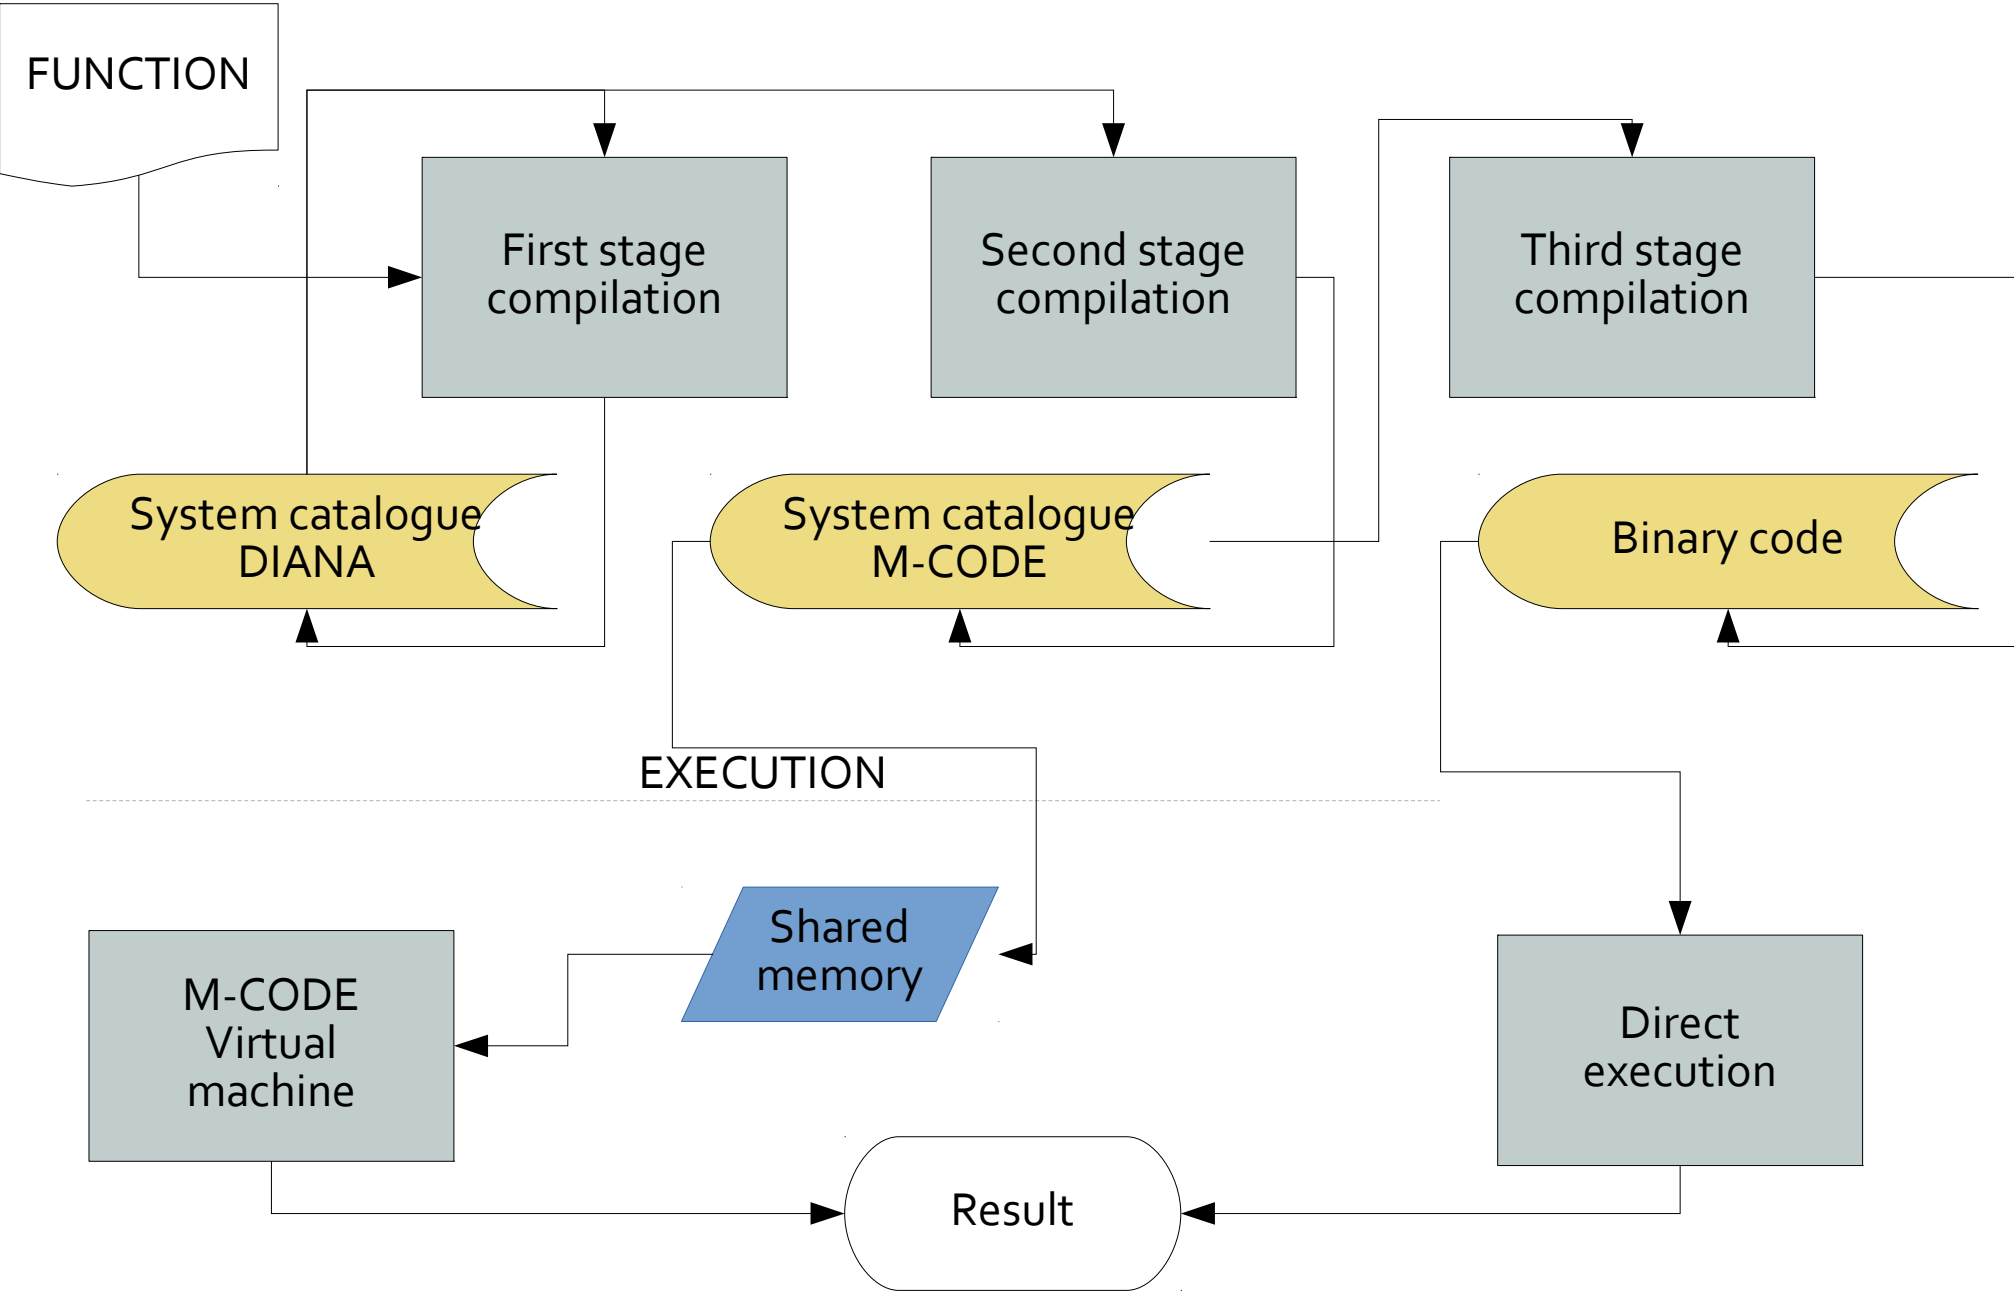 FUNCTION
First stage
compilation
Second stage
compilation
Third stage
compilation
System catalogue
DIANA
System catalogue
M-CODE
Binary code
EXECUTION
Shared
memory
M-CODE
Virtual
machine
Direct
execution
Result